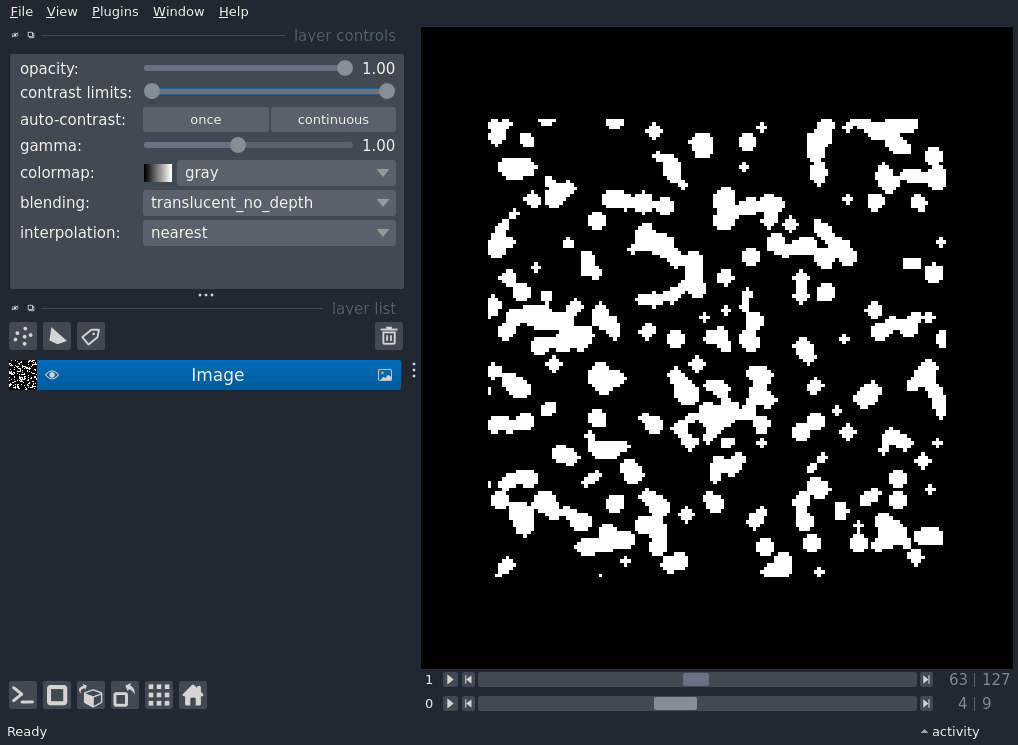 File View Plugins Window Help
layer controls
opacity: 1.00
contrast limits:
auto-contrast: once continuous
gamma: 1.00
colormap: gray
blending: translucent_no_depth
interpolation: nearest
layer list
Image
1 63 | 127
0 4 | 9
Ready activity